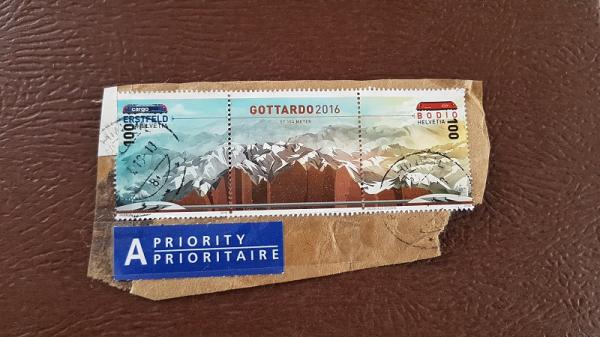 cargo
ERSTFELD
HELVETIA
100
GOTTARDO 2016
57 104 METER
BODIO
HELVETIA
100
A PRIORITY
PRIORITAIRE